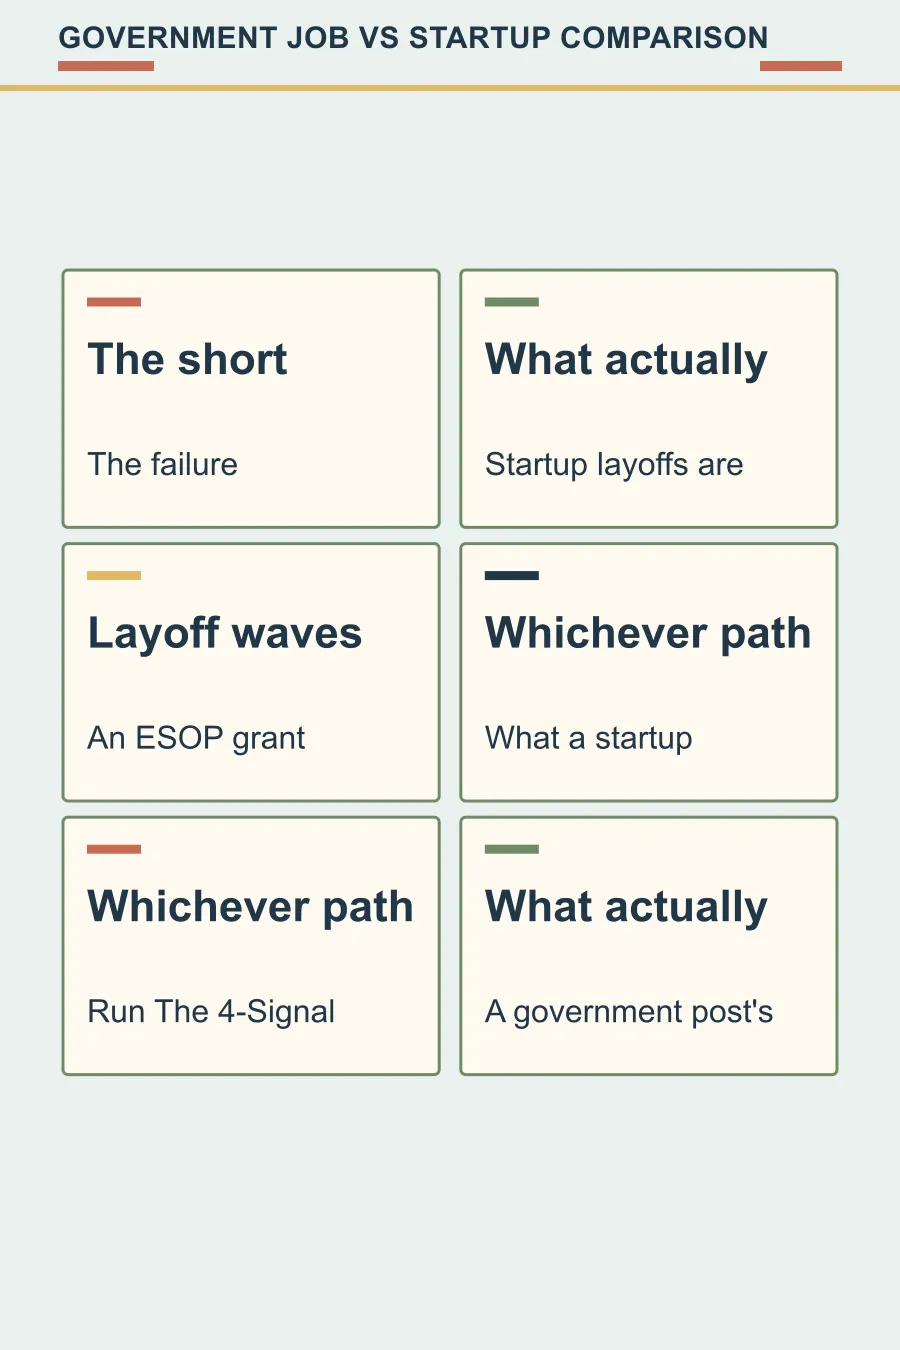 GOVERNMENT JOB VS STARTUP COMPARISON
The short
The failure
What actually
Startup layoffs are
Layoff waves
An ESOP grant
Whichever path
What a startup
Whichever path
Run The 4-Signal
What actually
A government post's